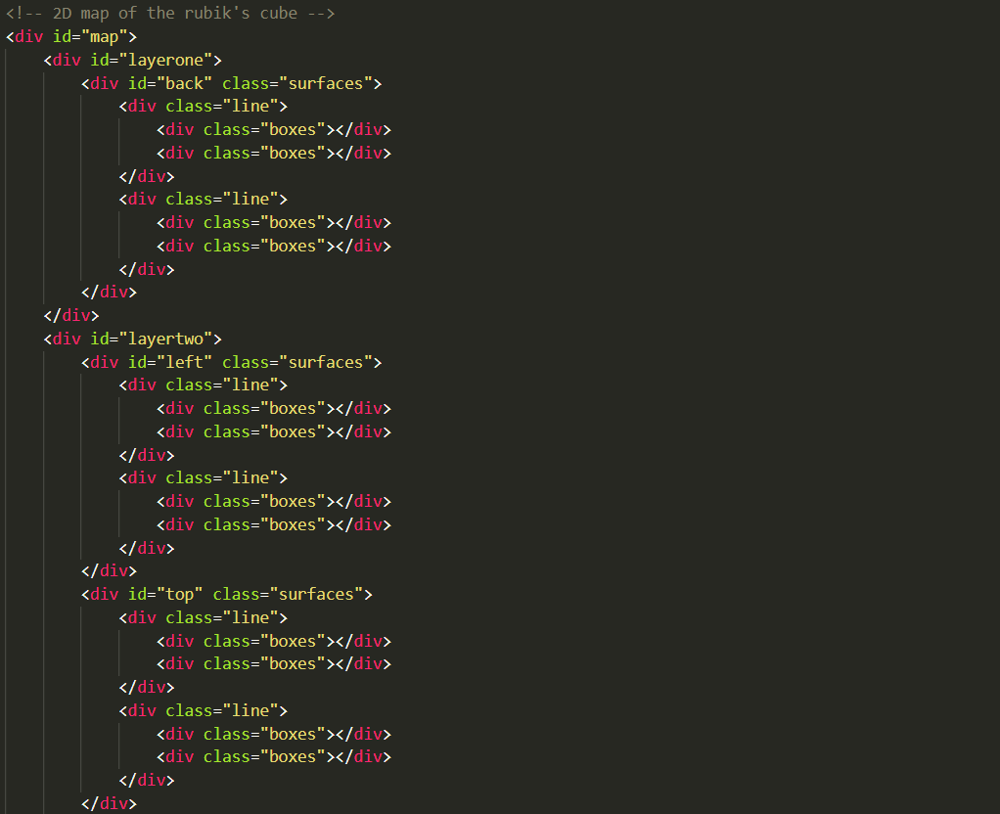 <!-- 2D map of the rubik's cube -->
<div id="map">
    <div id="layerone">
        <div id="back" class="surfaces">
            <div class="line">
                <div class="boxes"></div>
                <div class="boxes"></div>
            </div>
            <div class="line">
                <div class="boxes"></div>
                <div class="boxes"></div>
            </div>
        </div>
    </div>
    <div id="layertwo">
        <div id="left" class="surfaces">
            <div class="line">
                <div class="boxes"></div>
                <div class="boxes"></div>
            </div>
            <div class="line">
                <div class="boxes"></div>
                <div class="boxes"></div>
            </div>
        </div>
        <div id="top" class="surfaces">
            <div class="line">
                <div class="boxes"></div>
                <div class="boxes"></div>
            </div>
            <div class="line">
                <div class="boxes"></div>
                <div class="boxes"></div>
            </div>
        </div>